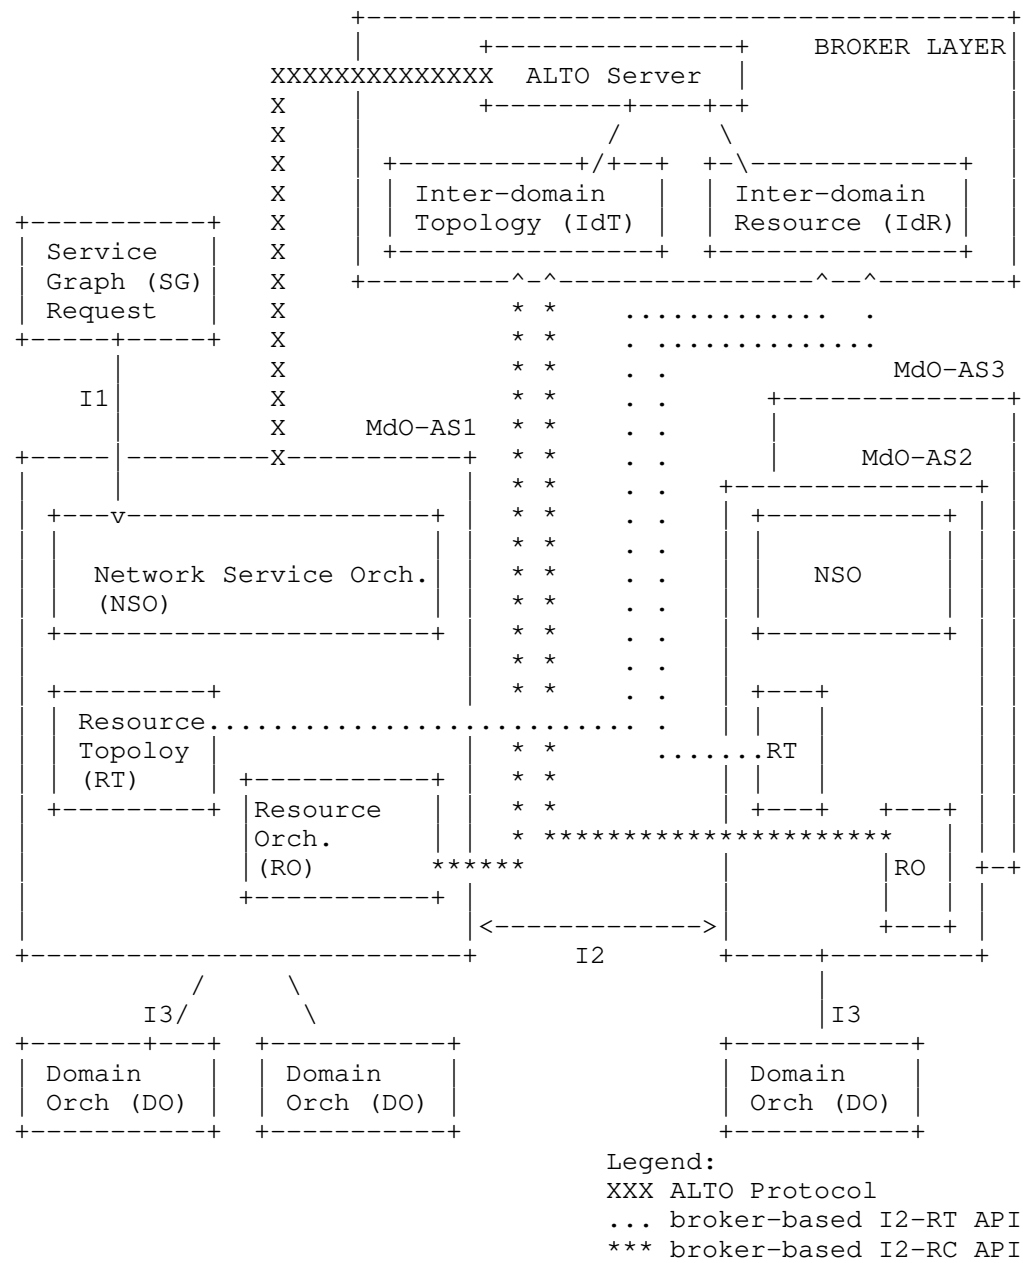 BROKER LAYER
ALTO Server
Inter-domain
Topology (IdT)
Inter-domain
Resource (IdR)
Service
Graph (SG)
Request
I1
MdO-AS3
MdO-AS1
MdO-AS2
Network Service Orch.
(NSO)
NSO
Resource
Topoloy
(RT)
RT
Resource
Orch.
(RO)
RO
I2
I3
I3
Domain
Orch (DO)
Domain
Orch (DO)
Domain
Orch (DO)
Legend:
XXX ALTO Protocol
... broker-based I2-RT API
*** broker-based I2-RC API